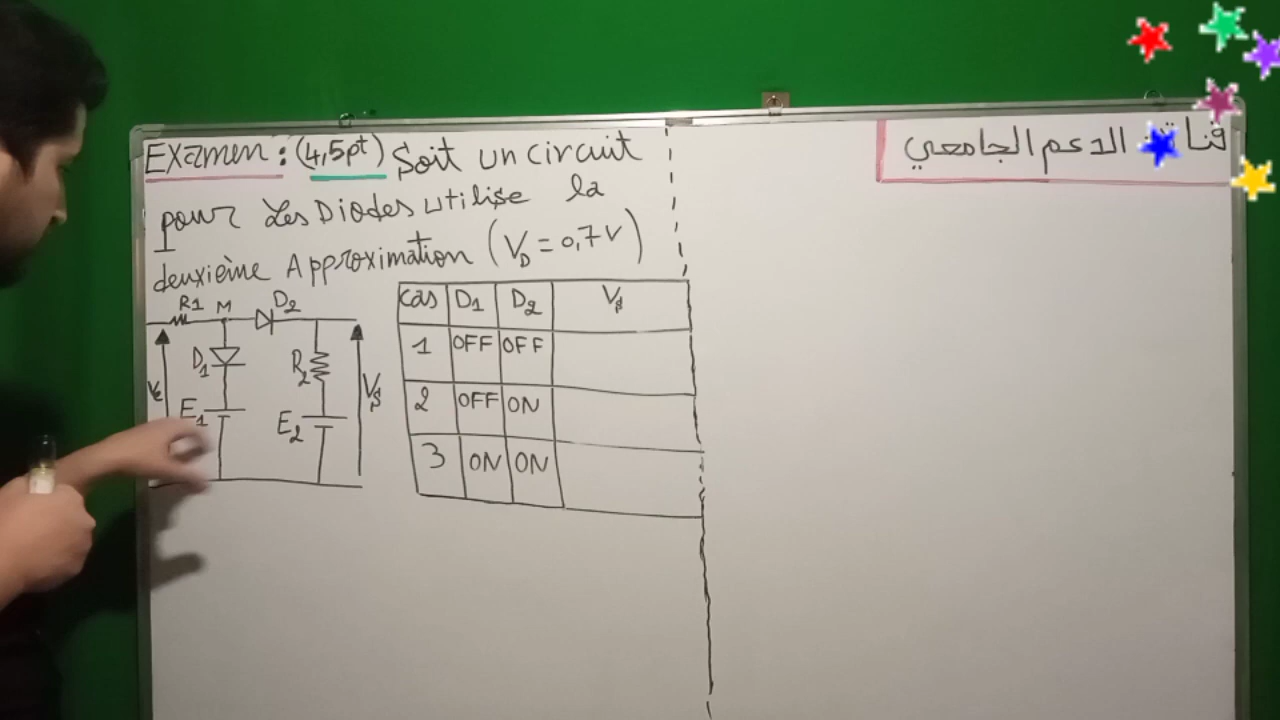 Examen: (4,5pt) Soit un circuit
pour Les Diodes utilise la
deuxième Approximation (V_D = 0,7V)
R1 M D2
D1 R2
Ve E1 E2 Vs
cas D1 D2 Vs
1 OFF OFF
2 OFF ON
3 ON ON
قناة الدعم الجامعي